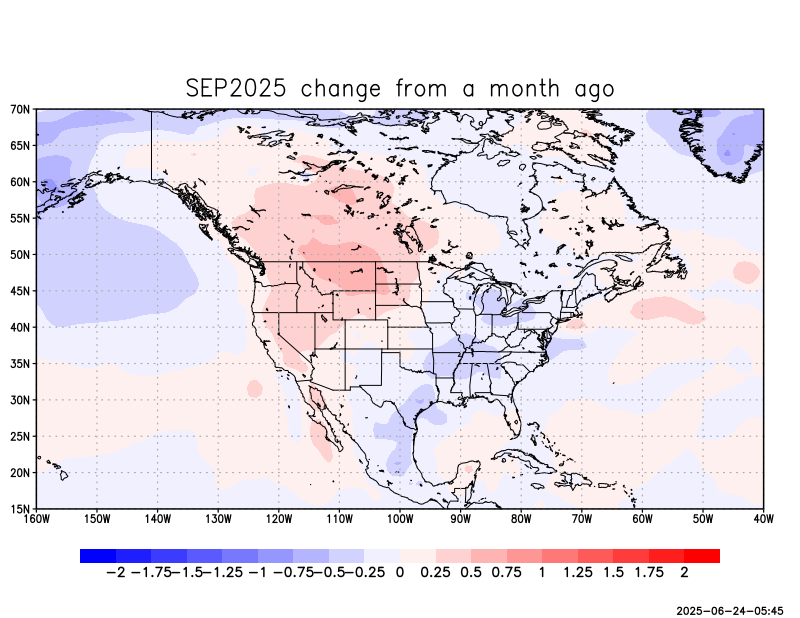 SEP2025 change from a month ago
70N
65N
60N
55N
50N
45N
40N
35N
30N
25N
20N
15N
160W 150W 140W 130W 120W 110W 100W 90W 80W 70W 60W 50W 40W
−2 −1.75−1.5−1.25 −1 −0.75−0.5−0.25 0 0.25 0.5 0.75 1 1.25 1.5 1.75 2
2025−06−24−05:45